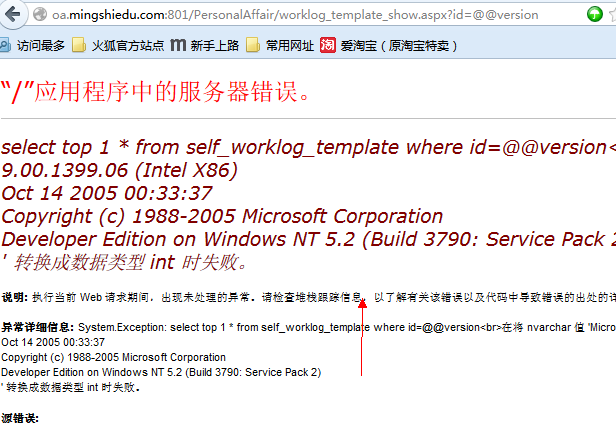 oa.mingshiedu.com:801/PersonalAffair/worklog_template_show.aspx?id=@@version
访问最多 火狐官方站点 新手上路 常用网址 淘 爱淘宝（原淘宝特卖）
“/”应用程序中的服务器错误。
select top 1 * from self_worklog_template where id=@@version<
9.00.1399.06 (Intel X86)
Oct 14 2005 00:33:37
Copyright (c) 1988-2005 Microsoft Corporation
Developer Edition on Windows NT 5.2 (Build 3790: Service Pack 2
' 转换成数据类型 int 时失败。
说明: 执行当前 Web 请求期间，出现未处理的异常。请检查堆栈跟踪信息，以了解有关该错误以及代码中导致错误的出处的详
异常详细信息: System.Exception: select top 1 * from self_worklog_template where id=@@version<br>在将 nvarchar 值 'Micro
Oct 14 2005 00:33:37
Copyright (c) 1988-2005 Microsoft Corporation
Developer Edition on Windows NT 5.2 (Build 3790: Service Pack 2)
' 转换成数据类型 int 时失败。
源错误: